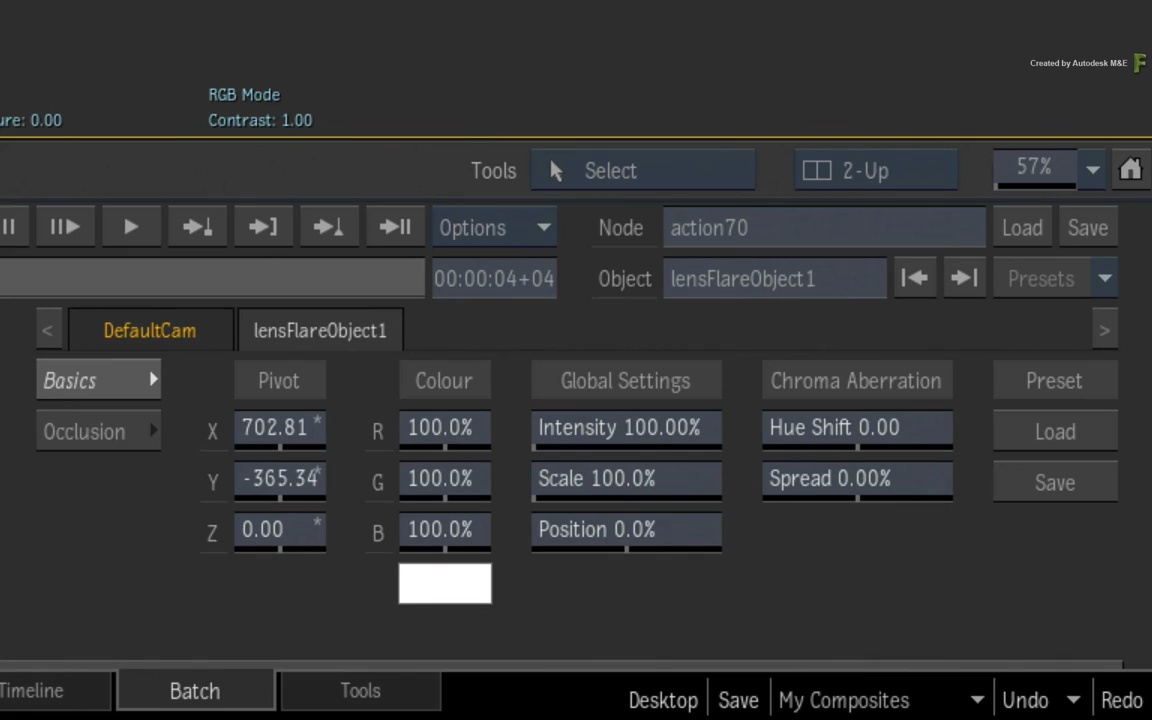 Created by Autodesk M&E
RGB Mode
ure: 0.00 Contrast: 1.00
Tools Select 2-Up 57%
Options Node action70 Load Save
00:00:04+04 Object lensFlareObject1 Presets
< DefaultCam lensFlareObject1 >
Basics Pivot Colour Global Settings Chroma Aberration Preset
Occlusion X 702.81 * R 100.0% Intensity 100.00% Hue Shift 0.00 Load
Y -365.34* G 100.0% Scale 100.0% Spread 0.00% Save
Z 0.00 * B 100.0% Position 0.0%
Timeline Batch Tools Desktop Save My Composites Undo Redo